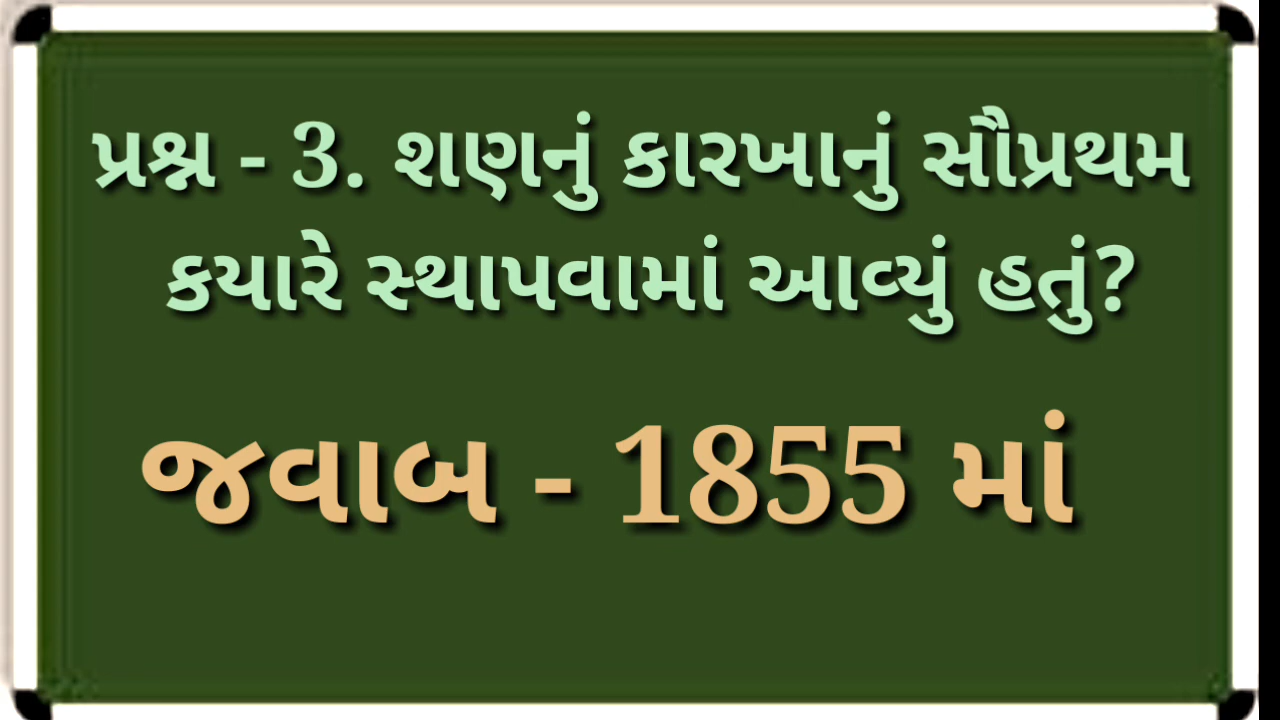 પ્રશ્ન - 3. શણનું કારખાનું સૌપ્રથમ
કયારે સ્થાપવામાં આવ્યું હતું?
જવાબ - 1855 માં